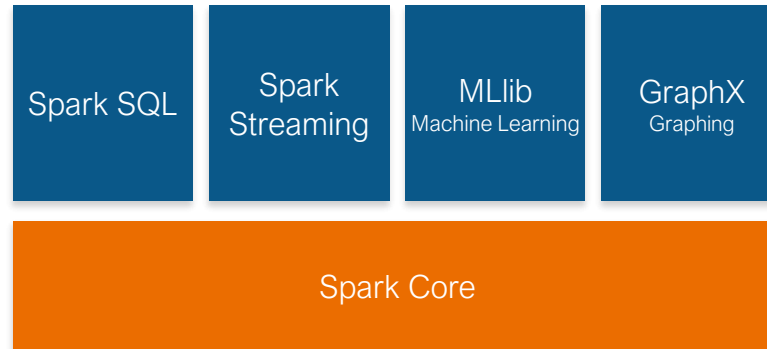 Spark SQL
Spark
Streaming
MLlib
Machine Learning
GraphX
Graphing
Spark Core